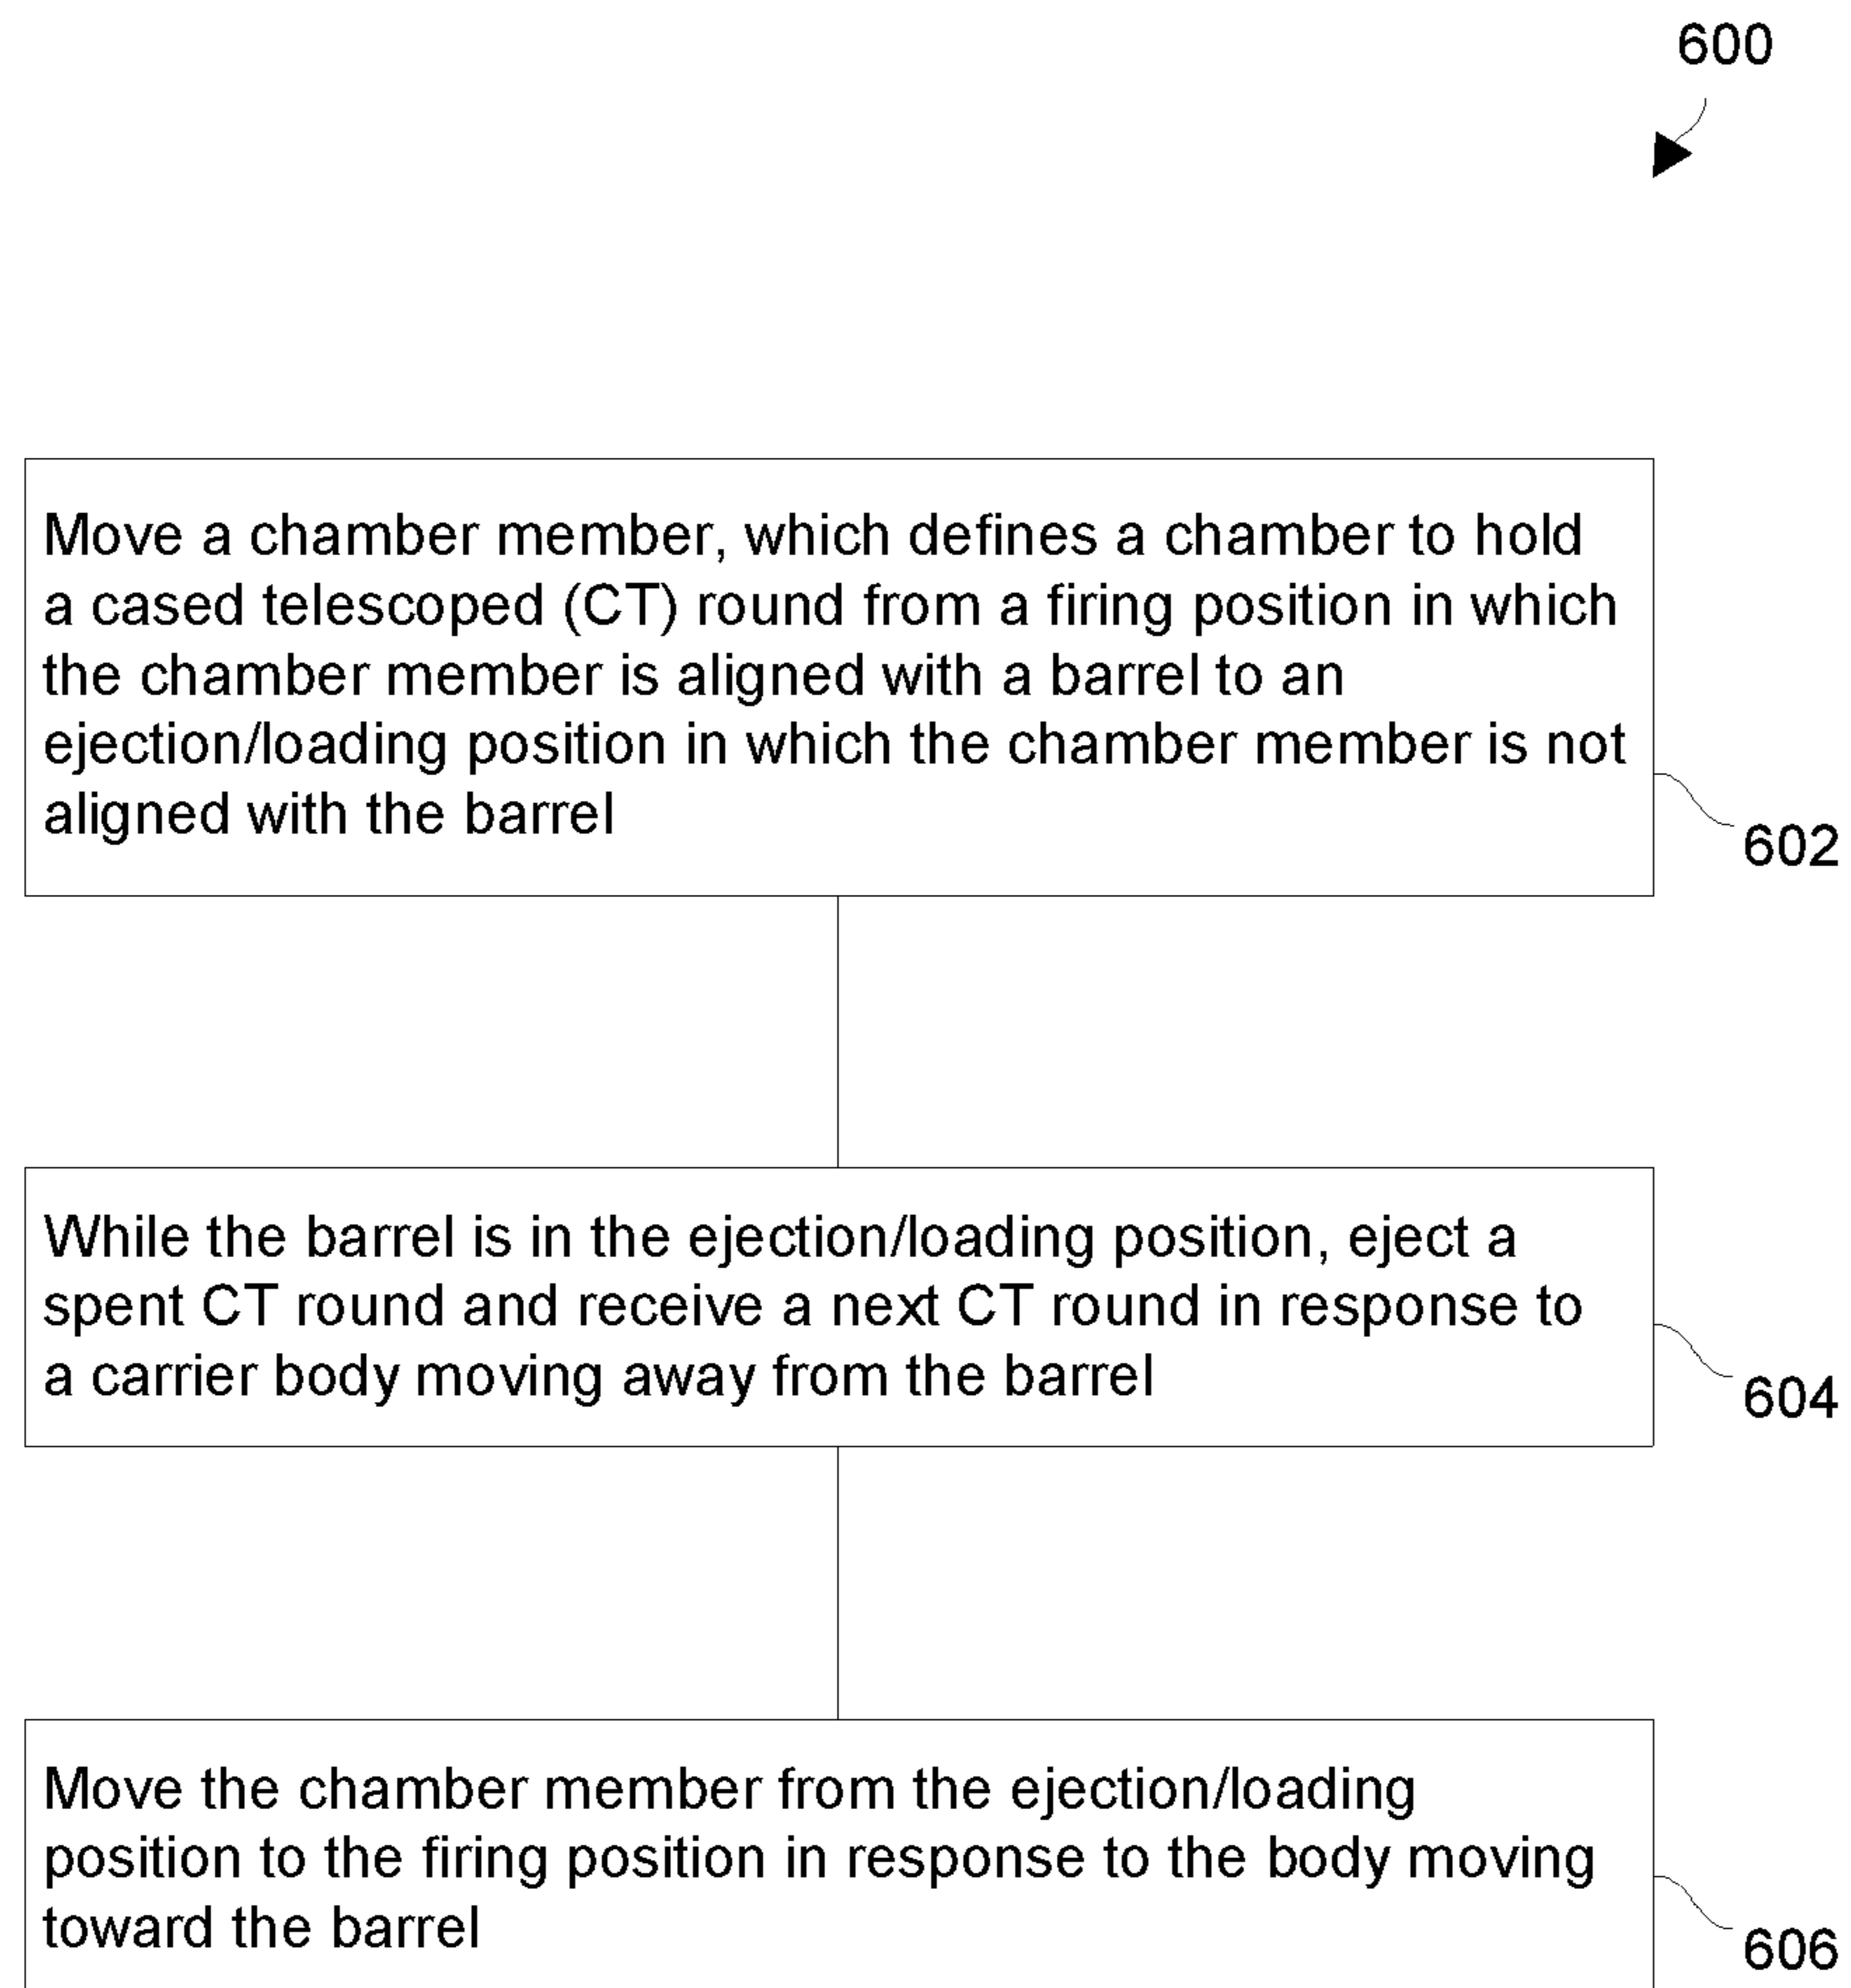 600
Move a chamber member, which defines a chamber to hold
a cased telescoped (CT) round from a firing position in which
the chamber member is aligned with a barrel to an
ejection/loading position in which the chamber member is not
aligned with the barrel
602
While the barrel is in the ejection/loading position, eject a
spent CT round and receive a next CT round in response to
a carrier body moving away from the barrel
604
Move the chamber member from the ejection/loading
position to the firing position in response to the body moving
toward the barrel
606